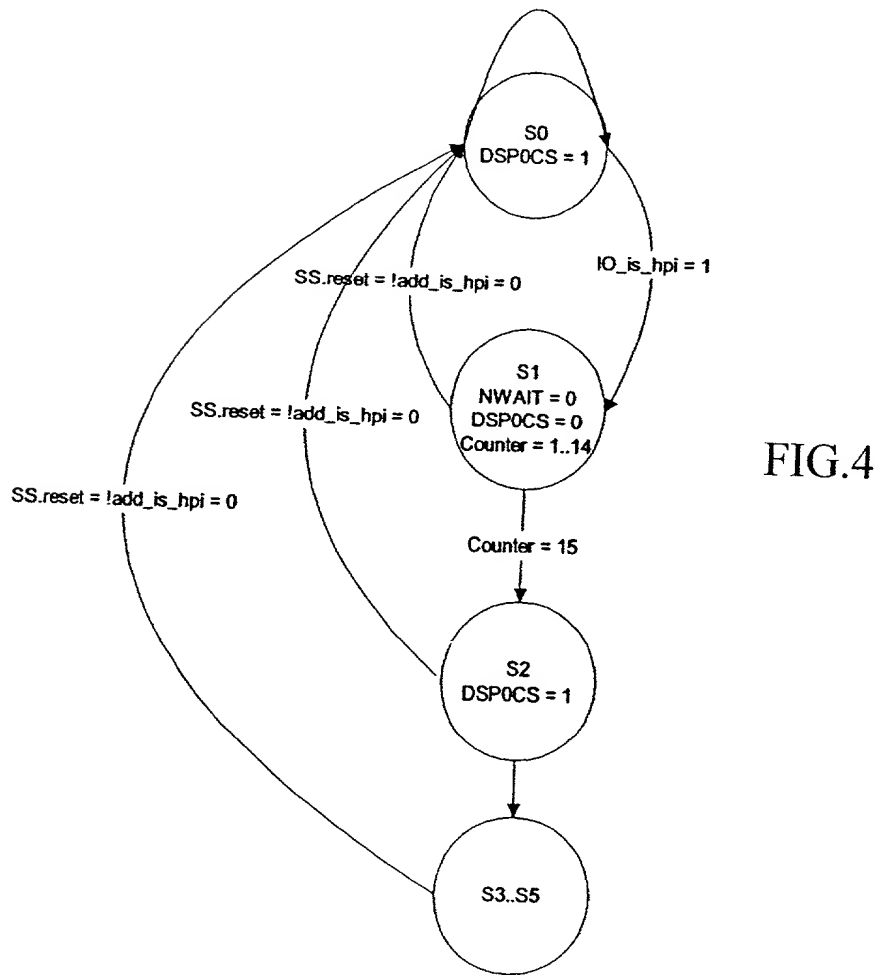 S0
DSP0CS = 1
SS.reset = !add_is_hpi = 0
IO_is_hpi = 1
S1
NWAIT = 0
DSP0CS = 0
Counter = 1..14
SS.reset = !add_is_hpi = 0
FIG.4
SS.reset = !add_is_hpi = 0
Counter = 15
S2
DSP0CS = 1
S3..S5